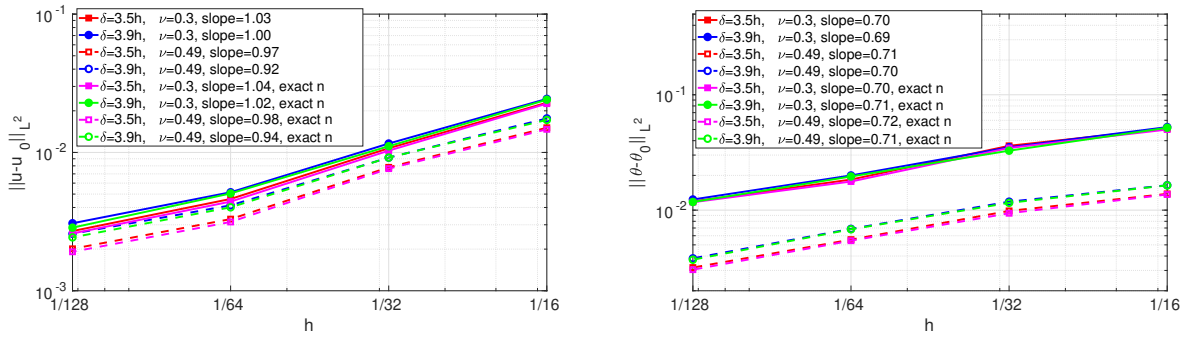 10^-1
10^-2
10^-3
||u-u_0||_L^2
δ=3.5h, ν=0.3, slope=1.03
δ=3.9h, ν=0.3, slope=1.00
δ=3.5h, ν=0.49, slope=0.97
δ=3.9h, ν=0.49, slope=0.92
δ=3.5h, ν=0.3, slope=1.04, exact n
δ=3.9h, ν=0.3, slope=1.02, exact n
δ=3.5h, ν=0.49, slope=0.98, exact n
δ=3.9h, ν=0.49, slope=0.94, exact n
1/128 1/64 1/32 1/16
h
10^-1
10^-2
||θ-θ_0||_L^2
δ=3.5h, ν=0.3, slope=0.70
δ=3.9h, ν=0.3, slope=0.69
δ=3.5h, ν=0.49, slope=0.71
δ=3.9h, ν=0.49, slope=0.70
δ=3.5h, ν=0.3, slope=0.70, exact n
δ=3.9h, ν=0.3, slope=0.71, exact n
δ=3.5h, ν=0.49, slope=0.72, exact n
δ=3.9h, ν=0.49, slope=0.71, exact n
1/128 1/64 1/32 1/16
h